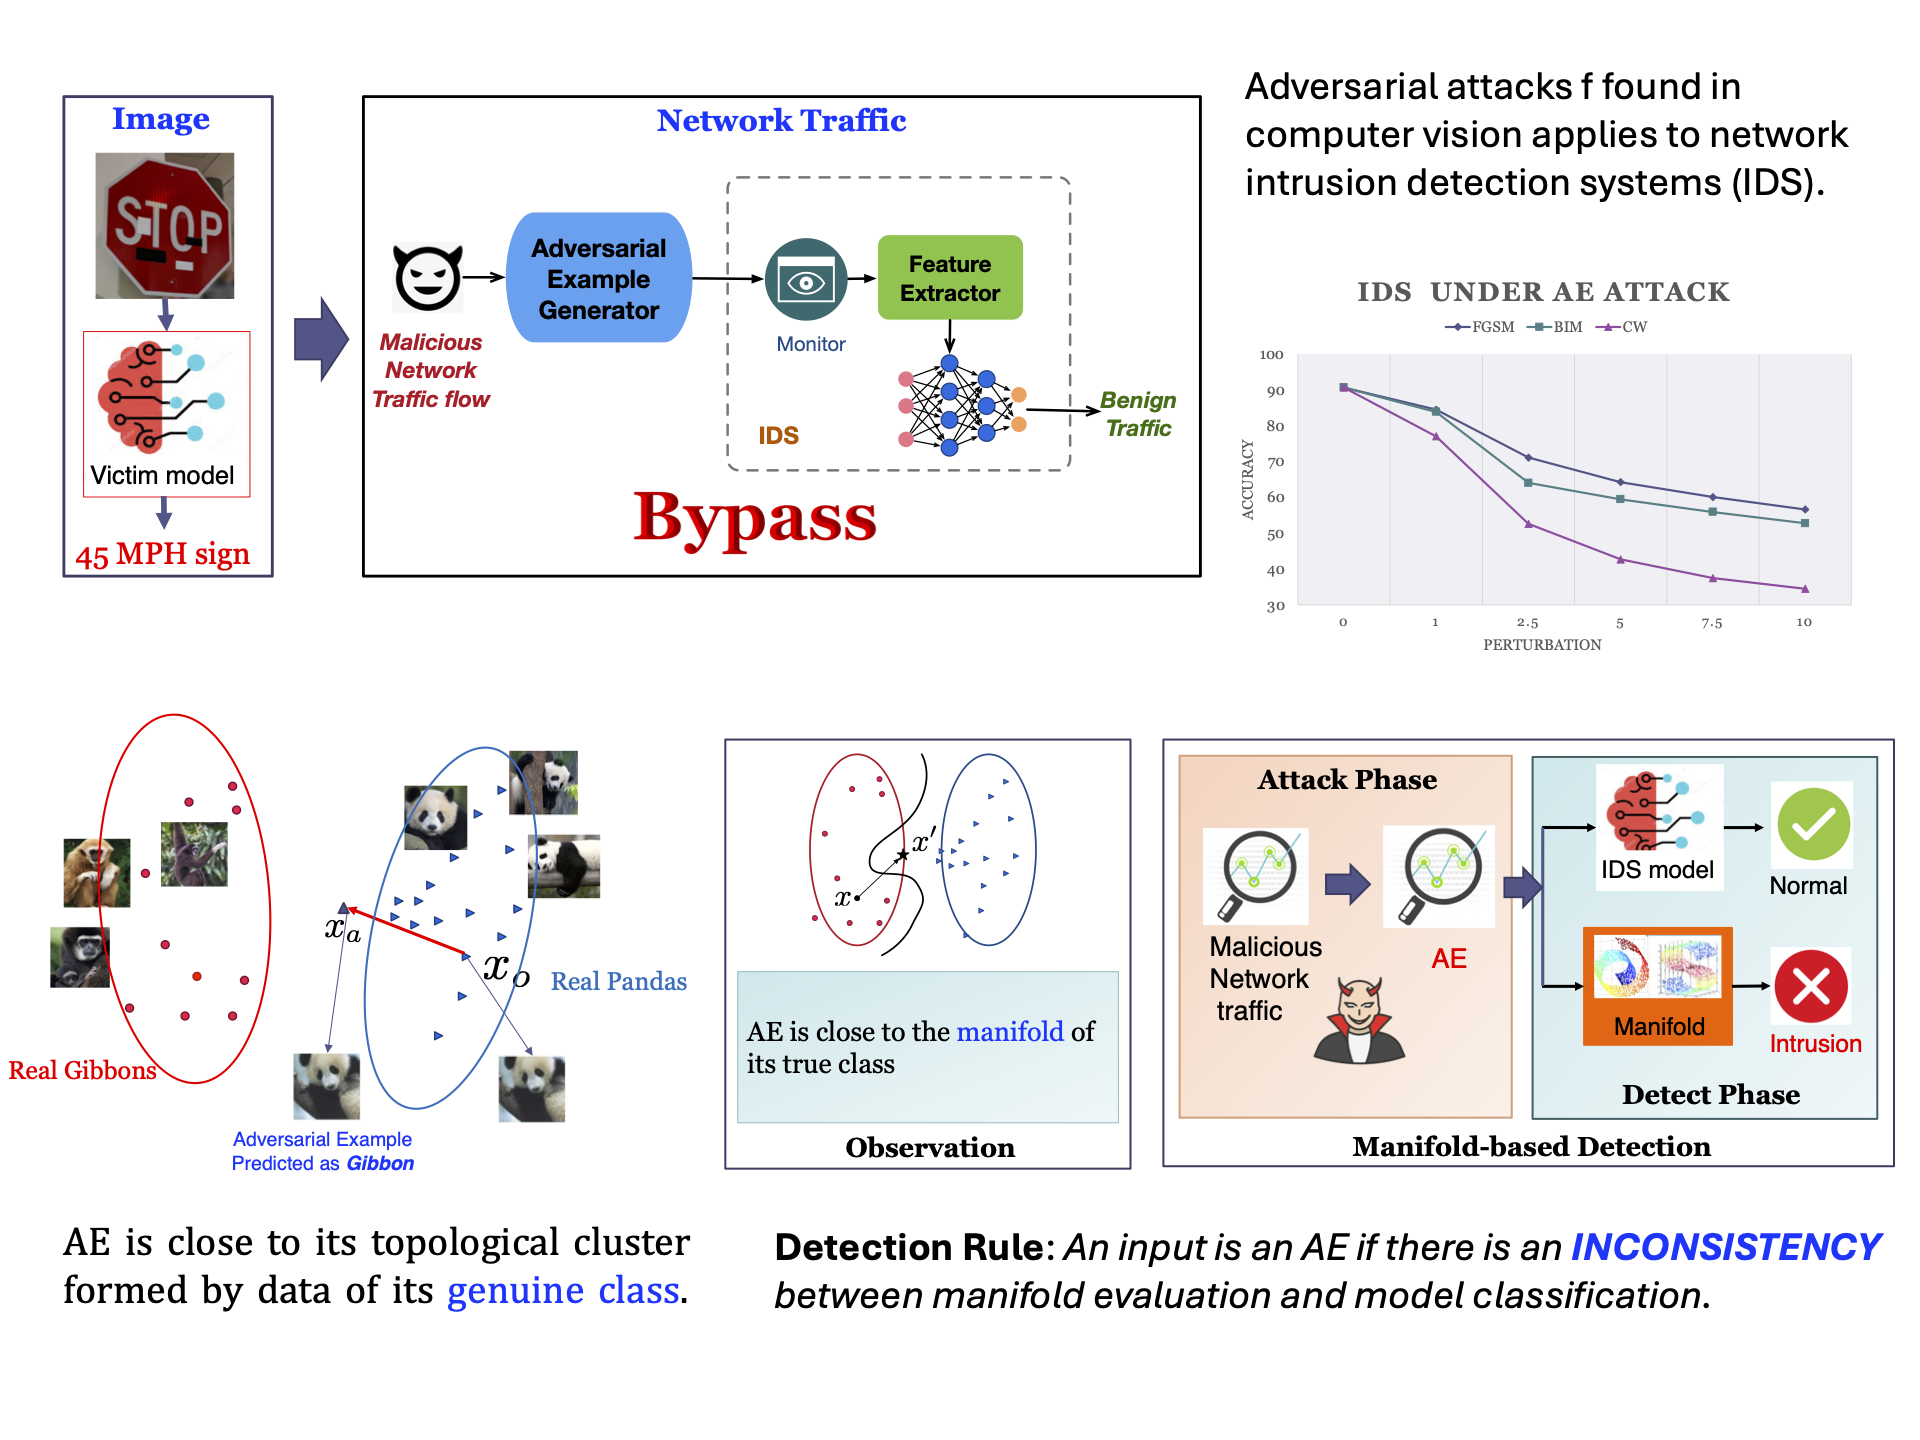 Image
STOP
Victim model
45 MPH sign
Network Traffic
Malicious
Network
Traffic flow
Adversarial
Example
Generator
Monitor
Feature
Extractor
IDS
Benign
Traffic
Bypass
Adversarial attacks f found in
computer vision applies to network
intrusion detection systems (IDS).
IDS UNDER AE ATTACK
FGSM BIM CW
100
90
80
70
60
50
40
30
ACCURACY
0 1 2.5 5 7.5 10
PERTURBATION
x_a
x_o
Real Pandas
Real Gibbons
Adversarial Example
Predicted as Gibbon
AE is close to its topological cluster
formed by data of its genuine class.
x'
x
AE is close to the manifold of
its true class
Observation
Attack Phase
Malicious
Network
traffic
AE
IDS model
Normal
Manifold
Intrusion
Detect Phase
Manifold-based Detection
Detection Rule: An input is an AE if there is an INCONSISTENCY
between manifold evaluation and model classification.